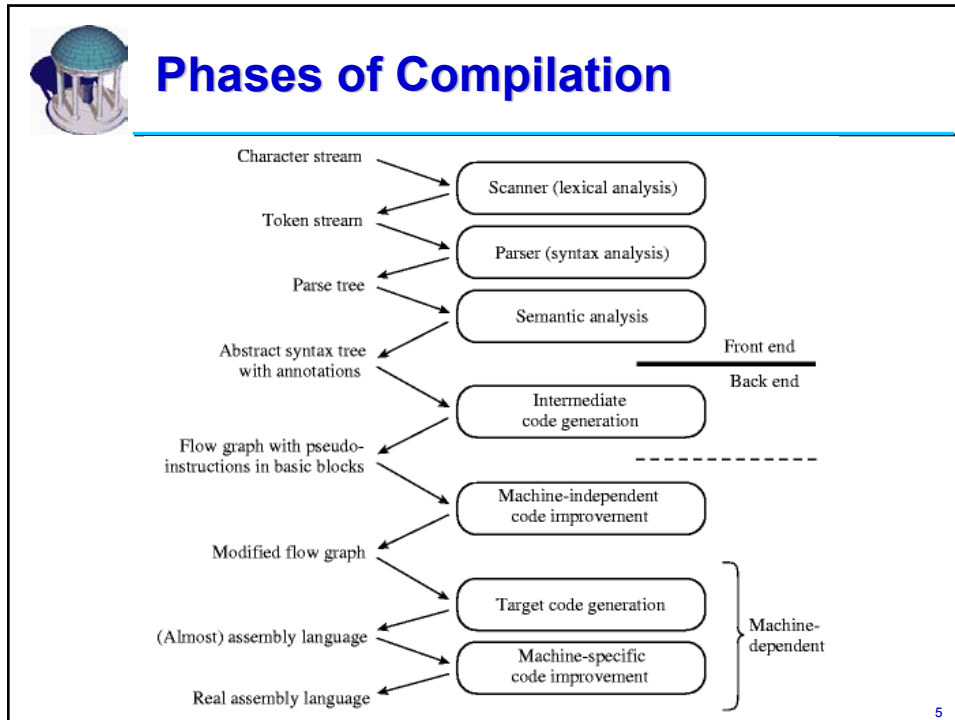 Phases of Compilation
Character stream
Scanner (lexical analysis)
Token stream
Parser (syntax analysis)
Parse tree
Semantic analysis
Front end
Abstract syntax tree
with annotations
Back end
Intermediate
code generation
Flow graph with pseudo-
instructions in basic blocks
Machine-independent
code improvement
Modified flow graph
Target code generation
(Almost) assembly language
Machine-
dependent
Machine-specific
code improvement
Real assembly language
5